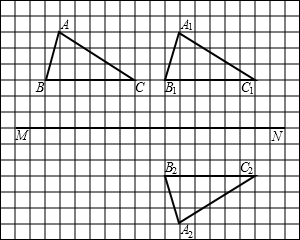 A A₁
B C B₁ C₁
M N
B₂ C₂
A₂